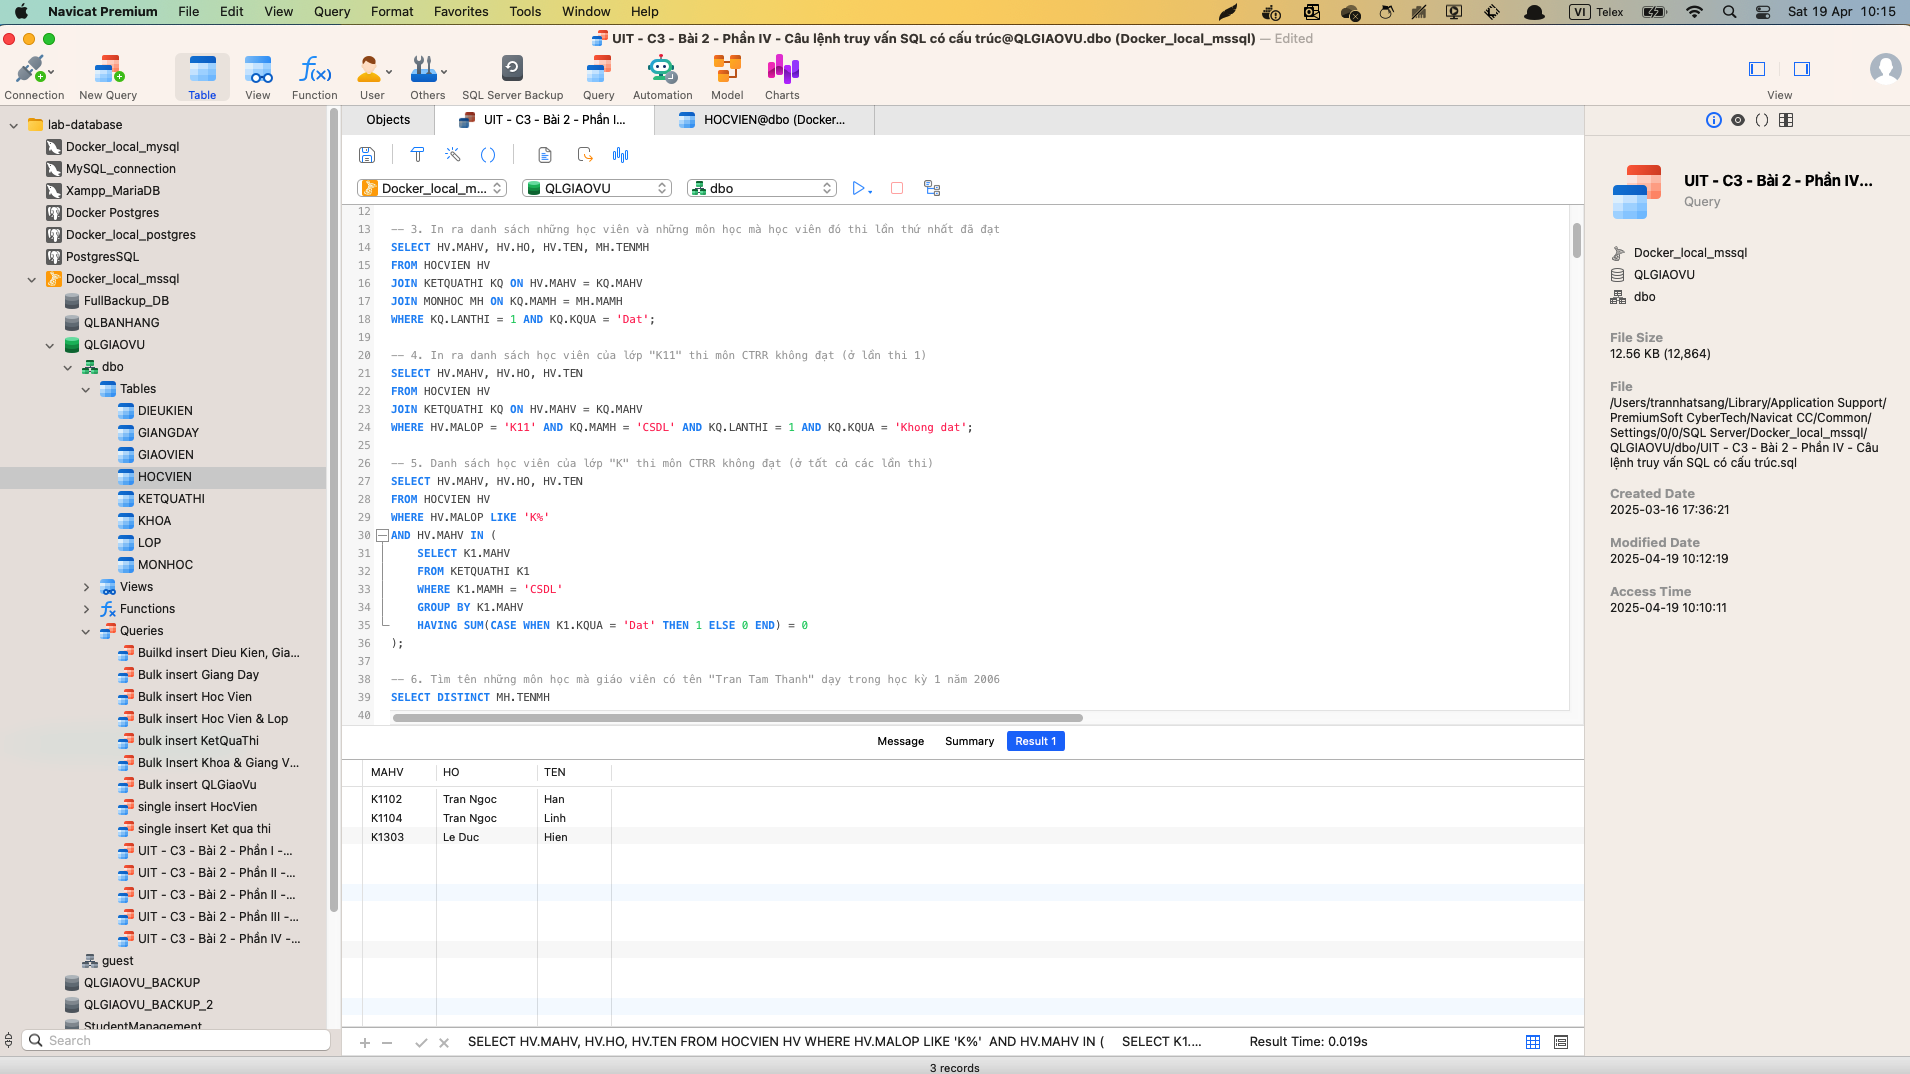 Navicat Premium File Edit View Query Format Favorites Tools Window Help VI Telex Sat 19 Apr 10:15
UIT - C3 - Bài 2 - Phần IV - Câu lệnh truy vấn SQL có cấu trúc@QLGIAOVU.dbo (Docker_local_mssql) — Edited
Connection New Query Table View Function User Others SQL Server Backup Query Automation Model Charts View
lab-database
Docker_local_mysql
MySQL_connection
Xampp_MariaDB
Docker Postgres
Docker_local_postgres
PostgresSQL
Docker_local_mssql
FullBackup_DB
QLBANHANG
QLGIAOVU
dbo
Tables
DIEUKIEN
GIANGDAY
GIAOVIEN
HOCVIEN
KETQUATHI
KHOA
LOP
MONHOC
Views
Functions
Queries
Builkd insert Dieu Kien, Gia...
Bulk insert Giang Day
Bulk insert Hoc Vien
Bulk insert Hoc Vien & Lop
bulk insert KetQuaThi
Bulk Insert Khoa & Giang V...
Bulk insert QLGiaoVu
single insert HocVien
single insert Ket qua thi
UIT - C3 - Bài 2 - Phần I -...
UIT - C3 - Bài 2 - Phần II -...
UIT - C3 - Bài 2 - Phần II -...
UIT - C3 - Bài 2 - Phần III -...
UIT - C3 - Bài 2 - Phần IV -...
guest
QLGIAOVU_BACKUP
QLGIAOVU_BACKUP_2
StudentManagement
Search
Objects UIT - C3 - Bài 2 - Phần I... HOCVIEN@dbo (Docker...
Docker_local_m... QLGIAOVU dbo
12
13 -- 3. In ra danh sách những học viên và những môn học mà học viên đó thi lần thứ nhất đã đạt
14 SELECT HV.MAHV, HV.HO, HV.TEN, MH.TENMH
15 FROM HOCVIEN HV
16 JOIN KETQUATHI KQ ON HV.MAHV = KQ.MAHV
17 JOIN MONHOC MH ON KQ.MAMH = MH.MAMH
18 WHERE KQ.LANTHI = 1 AND KQ.KQUA = 'Dat';
19
20 -- 4. In ra danh sách học viên của lớp "K11" thi môn CTRR không đạt (ở lần thi 1)
21 SELECT HV.MAHV, HV.HO, HV.TEN
22 FROM HOCVIEN HV
23 JOIN KETQUATHI KQ ON HV.MAHV = KQ.MAHV
24 WHERE HV.MALOP = 'K11' AND KQ.MAMH = 'CSDL' AND KQ.LANTHI = 1 AND KQ.KQUA = 'Khong dat';
25
26 -- 5. Danh sách học viên của lớp "K" thi môn CTRR không đạt (ở tất cả các lần thi)
27 SELECT HV.MAHV, HV.HO, HV.TEN
28 FROM HOCVIEN HV
29 WHERE HV.MALOP LIKE 'K%'
30 AND HV.MAHV IN (
31 SELECT K1.MAHV
32 FROM KETQUATHI K1
33 WHERE K1.MAMH = 'CSDL'
34 GROUP BY K1.MAHV
35 HAVING SUM(CASE WHEN K1.KQUA = 'Dat' THEN 1 ELSE 0 END) = 0
36 );
37
38 -- 6. Tìm tên những môn học mà giáo viên có tên "Tran Tam Thanh" dạy trong học kỳ 1 năm 2006
39 SELECT DISTINCT MH.TENMH
40
Message Summary Result 1
MAHV HO TEN
K1102 Tran Ngoc Han
K1104 Tran Ngoc Linh
K1303 Le Duc Hien
SELECT HV.MAHV, HV.HO, HV.TEN FROM HOCVIEN HV WHERE HV.MALOP LIKE 'K%' AND HV.MAHV IN ( SELECT K1.... Result Time: 0.019s
3 records
UIT - C3 - Bài 2 - Phần IV...
Query
Docker_local_mssql
QLGIAOVU
dbo
File Size
12.56 KB (12,864)
File
/Users/trannhatsang/Library/Application Support/
PremiumSoft CyberTech/Navicat CC/Common/
Settings/0/0/SQL Server/Docker_local_mssql/
QLGIAOVU/dbo/UIT - C3 - Bài 2 - Phần IV - Câu
lệnh truy vấn SQL có cấu trúc.sql
Created Date
2025-03-16 17:36:21
Modified Date
2025-04-19 10:12:19
Access Time
2025-04-19 10:10:11